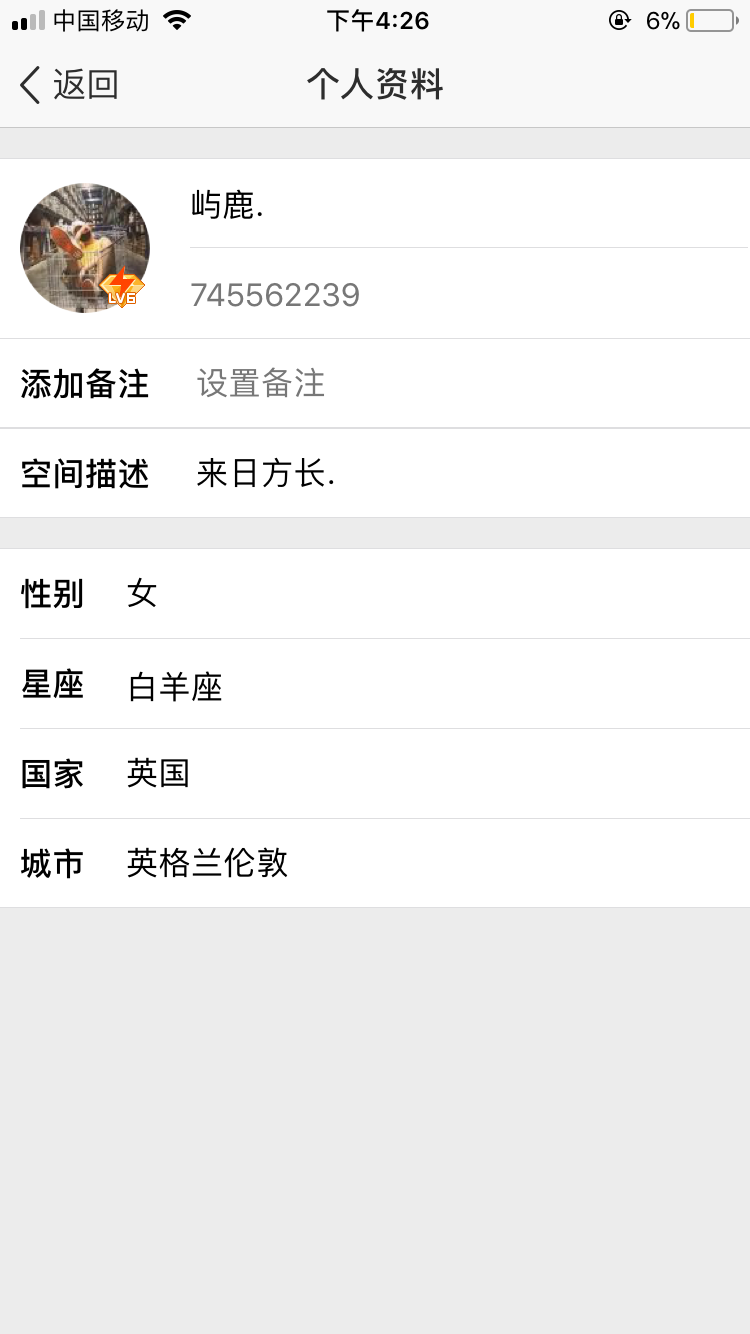 中国移动 下午4:26 6%
返回 个人资料
屿鹿.
LV6
745562239
添加备注 设置备注
空间描述 来日方长.
性别 女
星座 白羊座
国家 英国
城市 英格兰伦敦